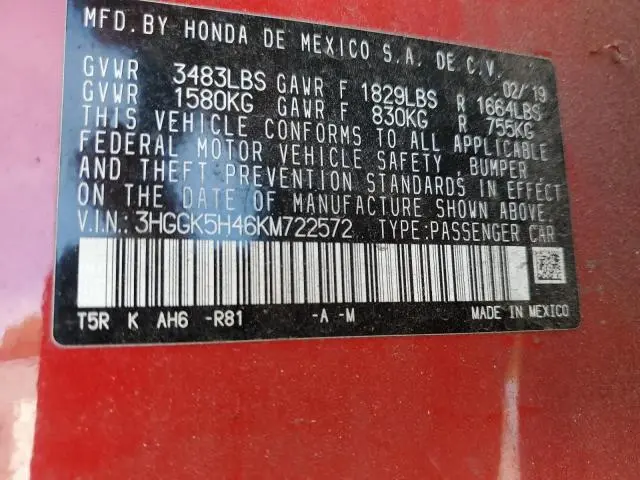 MFD. BY HONDA DE MEXICO S.A. DE C.V.
02/19
GVWR 3483LBS GAWR F 1829LBS R 1664LBS
GVWR 1580KG GAWR F 830KG R 755KG
THIS VEHICLE CONFORMS TO ALL APPLICABLE
FEDERAL MOTOR VEHICLE SAFETY, BUMPER
AND THEFT PREVENTION STANDARDS IN EFFECT
ON THE DATE OF MANUFACTURE SHOWN ABOVE.
V.I.N.: 3HGGK5H46KM722572 TYPE:PASSENGER CAR
T5R K AH6 -R81 -A -M MADE IN MEXICO